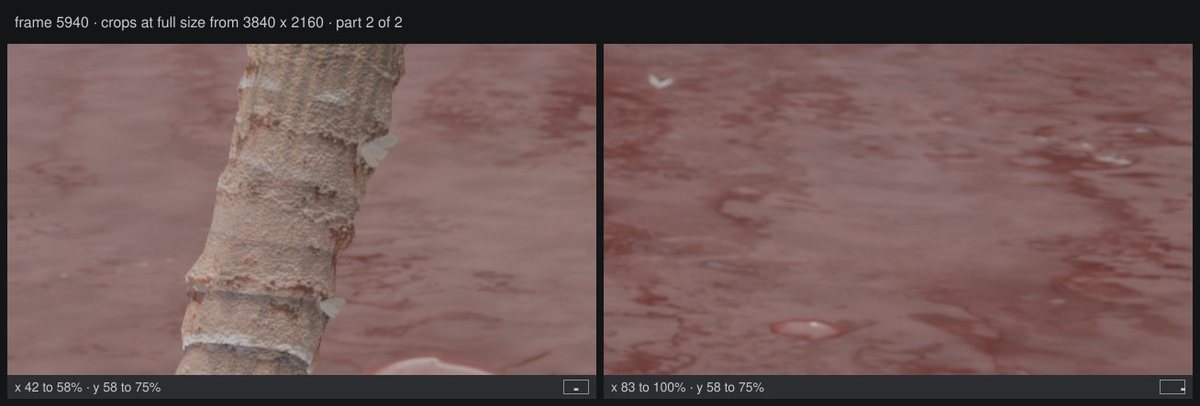 frame 5940 · crops at full size from 3840 x 2160 · part 2 of 2
x 42 to 58% · y 58 to 75%
x 83 to 100% · y 58 to 75%